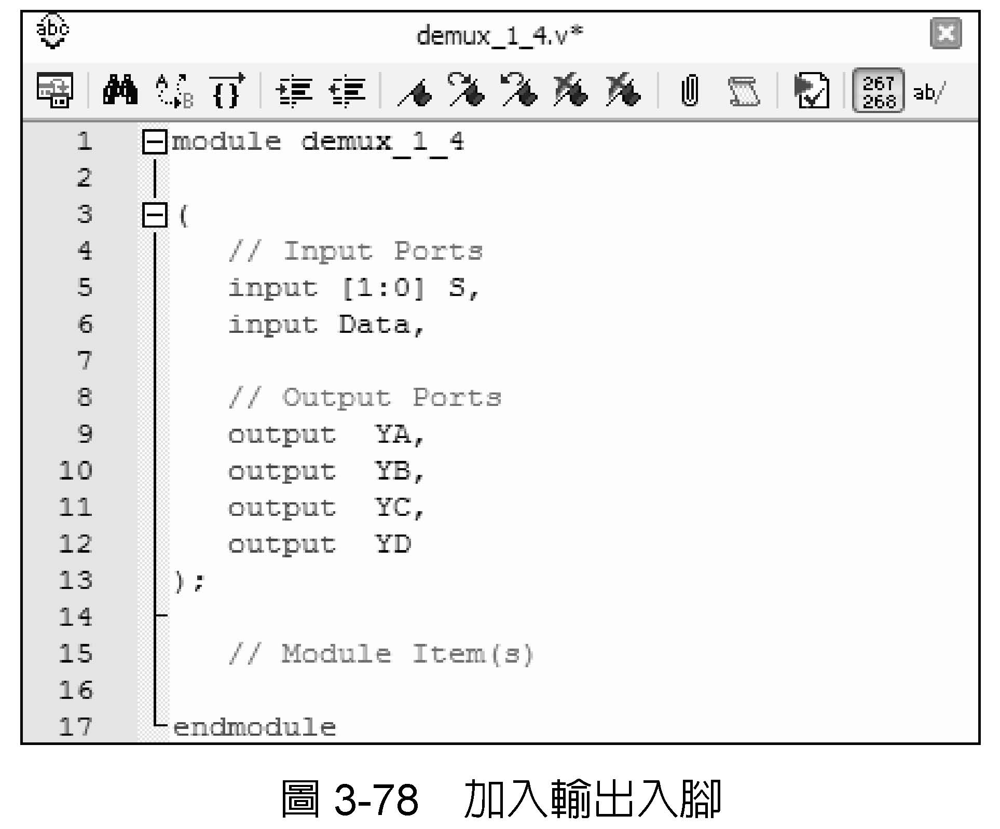 abc
demux_1_4.v*
A B {} 267 268 ab/
1 module demux_1_4
2
3 (
4 // Input Ports
5 input [1:0] S,
6 input Data,
7
8 // Output Ports
9 output  YA,
10 output  YB,
11 output  YC,
12 output  YD
13 );
14
15 // Module Item(s)
16
17 endmodule
圖 3-78　加入輸出入腳